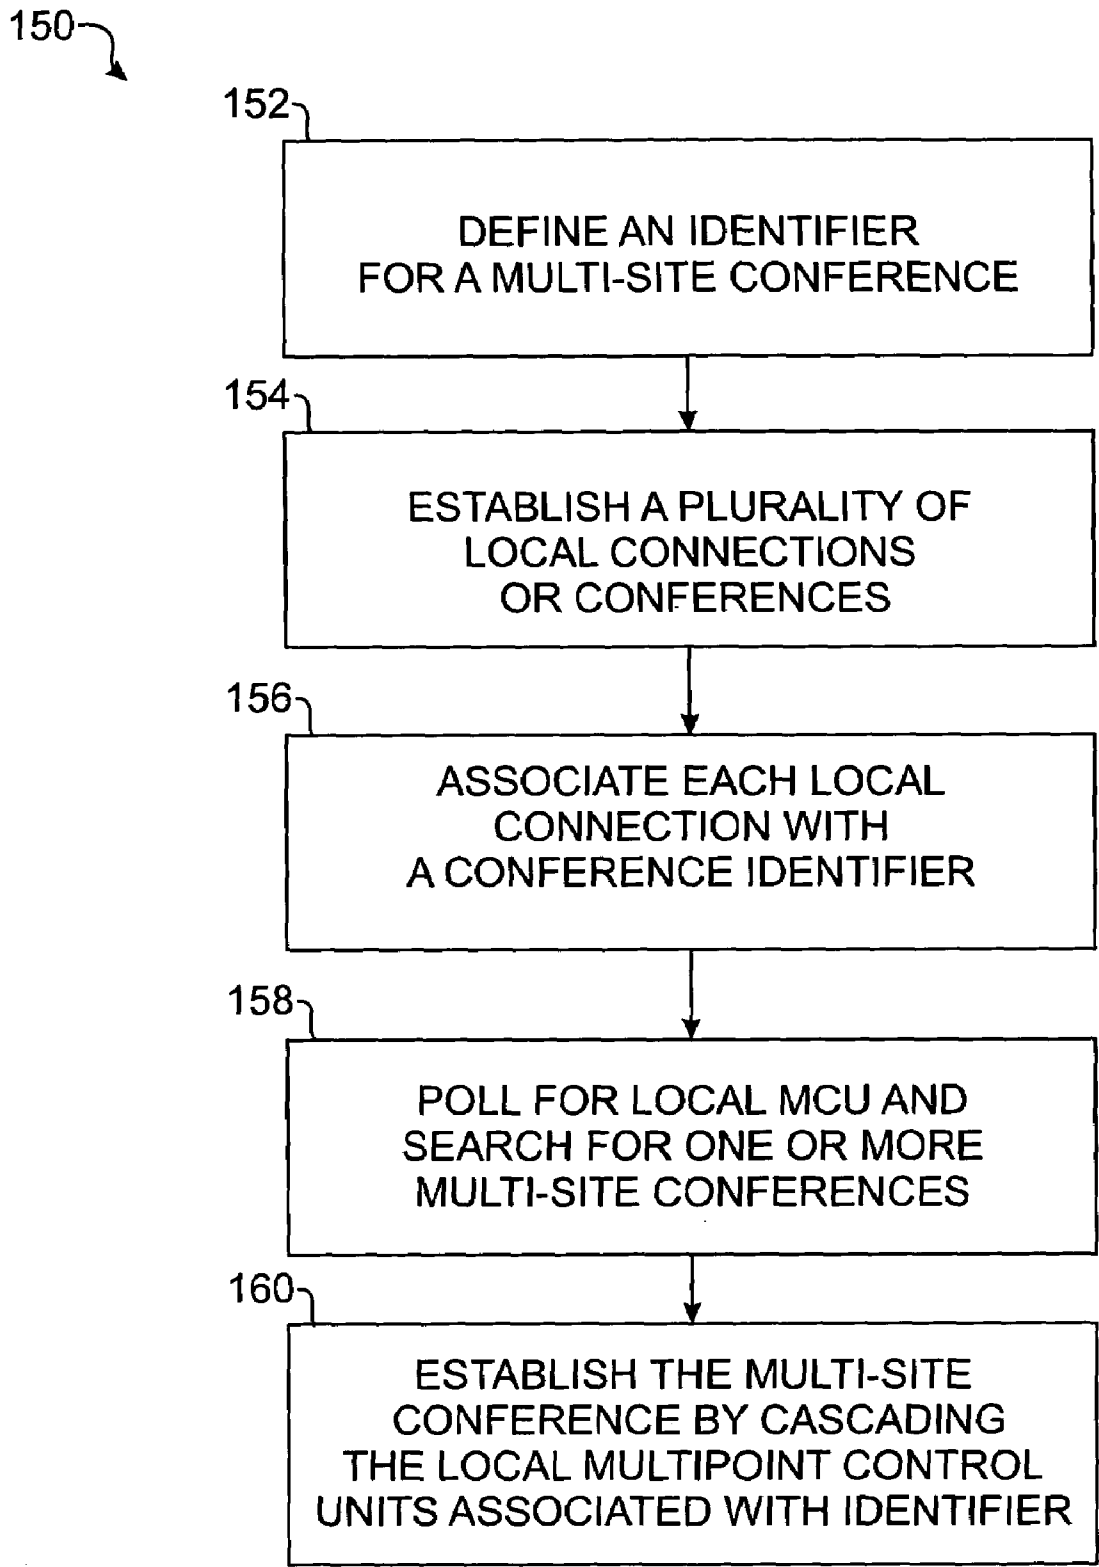 150
152
DEFINE AN IDENTIFIER
FOR A MULTI-SITE CONFERENCE
154
ESTABLISH A PLURALITY OF
LOCAL CONNECTIONS
OR CONFERENCES
156
ASSOCIATE EACH LOCAL
CONNECTION WITH
A CONFERENCE IDENTIFIER
158
POLL FOR LOCAL MCU AND
SEARCH FOR ONE OR MORE
MULTI-SITE CONFERENCES
160
ESTABLISH THE MULTI-SITE
CONFERENCE BY CASCADING
THE LOCAL MULTIPOINT CONTROL
UNITS ASSOCIATED WITH IDENTIFIER